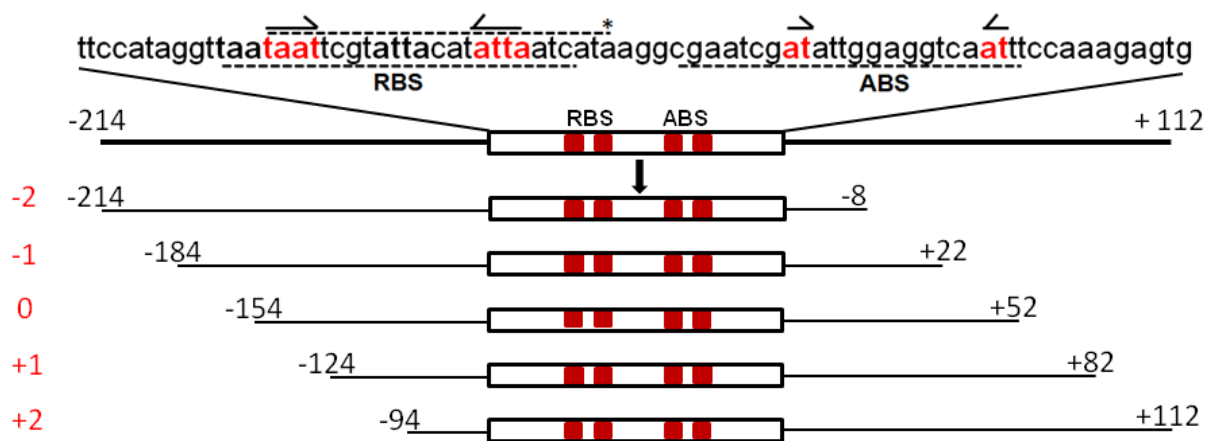 *
ttccataggttaataattcgtattacatattaatcataaggcgaatcgatattggaggtcaatttccaaagagtg
RBS ABS
RBS ABS
-214 + 112
-2 -214 -8
-1 -184 +22
0 -154 +52
+1 -124 +82
+2 -94 +112